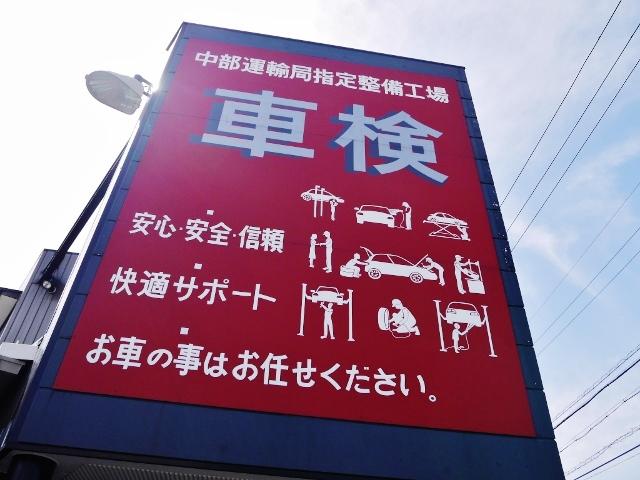 中部運輸局指定整備工場
車検
安心·安全·信頼
快適サポート
お車の事はお任せください。